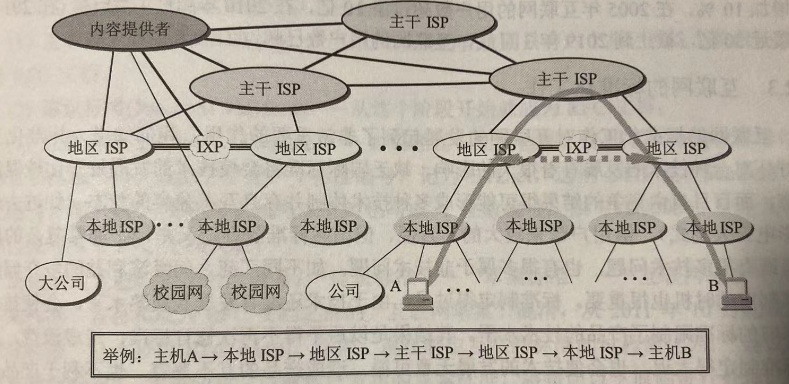 内容提供者
主干 ISP
主干 ISP
主干 ISP
地区 ISP
IXP
地区 ISP
地区 ISP
IXP
地区 ISP
本地ISP
本地ISP
本地ISP
本地ISP
本地ISP
本地ISP
本地ISP
大公司
校园网
校园网
公司
A
B
举例：主机A→本地 ISP→地区 ISP→主干 ISP→地区 ISP→本地 ISP→主机B